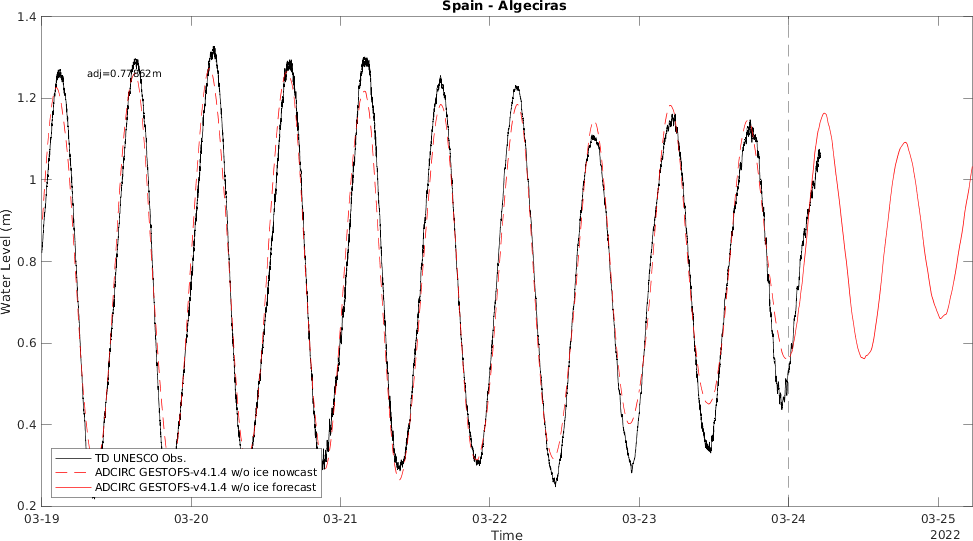 Spain - Algeciras
1.4
1.2
1
0.8
0.6
0.4
0.2
Water Level (m)
adj=0.77862m
TD UNESCO Obs.
ADCIRC GESTOFS-v4.1.4 w/o ice nowcast
ADCIRC GESTOFS-v4.1.4 w/o ice forecast
03-19 03-20 03-21 03-22 03-23 03-24 03-25
Time
2022